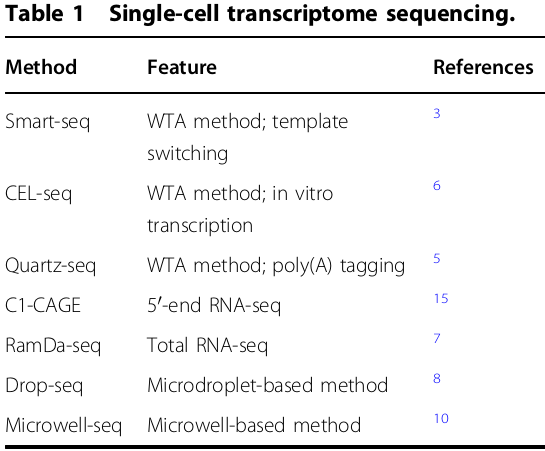 Table 1 Single-cell transcriptome sequencing.
Method Feature References
Smart-seq WTA method; template 3
switching
CEL-seq WTA method; in vitro 6
transcription
Quartz-seq WTA method; poly(A) tagging 5
C1-CAGE 5′-end RNA-seq 15
RamDa-seq Total RNA-seq 7
Drop-seq Microdroplet-based method 8
Microwell-seq Microwell-based method 10